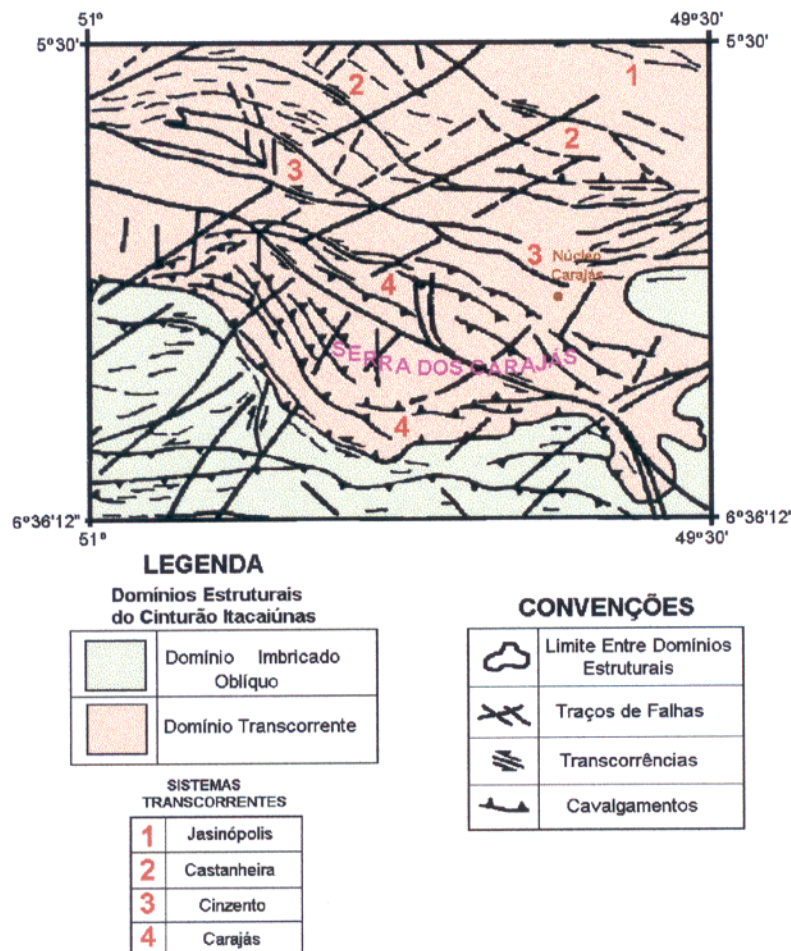 51º
49º30'
5º30'
5º30'
1
2
2
3
3
Núcleo
Carajás
4
SERRA DOS CARAJÁS
4
6º36'12"
6º36'12"
51º
49º30'
LEGENDA
Domínios Estruturais
do Cinturão Itacaiúnas
Domínio Imbricado
Oblíquo
Domínio Transcorrente
SISTEMAS
TRANSCORRENTES
1 Jasinópolis
2 Castanheira
3 Cinzento
4 Carajás
CONVENÇÕES
Limite Entre Domínios
Estruturais
Traços de Falhas
Transcorrências
Cavalgamentos